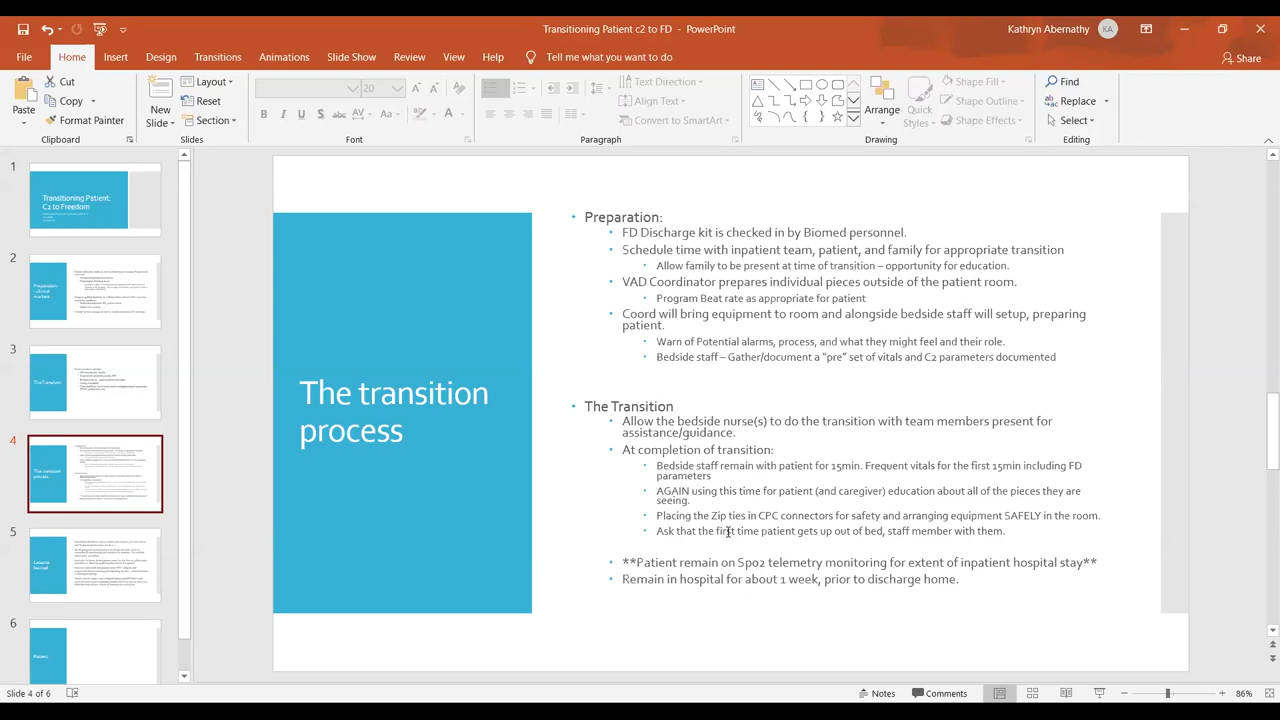 Transitioning Patient c2 to FD - PowerPoint
Kathryn Abernathy KA
File Home Insert Design Transitions Animations Slide Show Review View Help Tell me what you want to do Share
Paste
Cut
Copy
Format Painter
New Slide
Layout
Reset
Section
20
B I U S abc AV Aa A
Text Direction
Align Text
Convert to SmartArt
Arrange
Quick Styles
Shape Fill
Shape Outline
Shape Effects
Find
Replace
Select
Clipboard Slides Font Paragraph Drawing Editing
1
Transitioning Patient:
C2 to Freedom
2
3
The Transition
4
The transition
process
5
Lessons
learned
6
Patient
The transition
process
• Preparation:
• FD Discharge kit is checked in by Biomed personnel.
• Schedule time with inpatient team, patient, and family for appropriate transition
• Allow family to be present at time of transition – opportunity for education.
• VAD Coordinator prepares individual pieces outside of the patient room.
• Program Beat rate as appropriate for patient
• Coord will bring equipment to room and alongside bedside staff will setup, preparing
patient.
• Warn of Potential alarms, process, and what they might feel and their role.
• Bedside staff – Gather/document a “pre” set of vitals and C2 parameters documented
• The Transition
• Allow the bedside nurse(s) to do the transition with team members present for
assistance/guidance.
• At completion of transition:
• Bedside staff remain with patient for 15min. Frequent vitals for the first 15min including FD
parameters
• AGAIN using this time for patient (and caregiver) education about all of the pieces they are
seeing.
• Placing the Zip ties in CPC connectors for safety and arranging equipment SAFELY in the room.
• Ask that the first time patient gets up out of bed, staff member with them.
• **Patient remain on Spo2 telemetry monitoring for extend inpatient hospital stay**
• Remain in hospital for about 1 week, prior to discharge home.
Slide 4 of 6
Notes Comments 86%